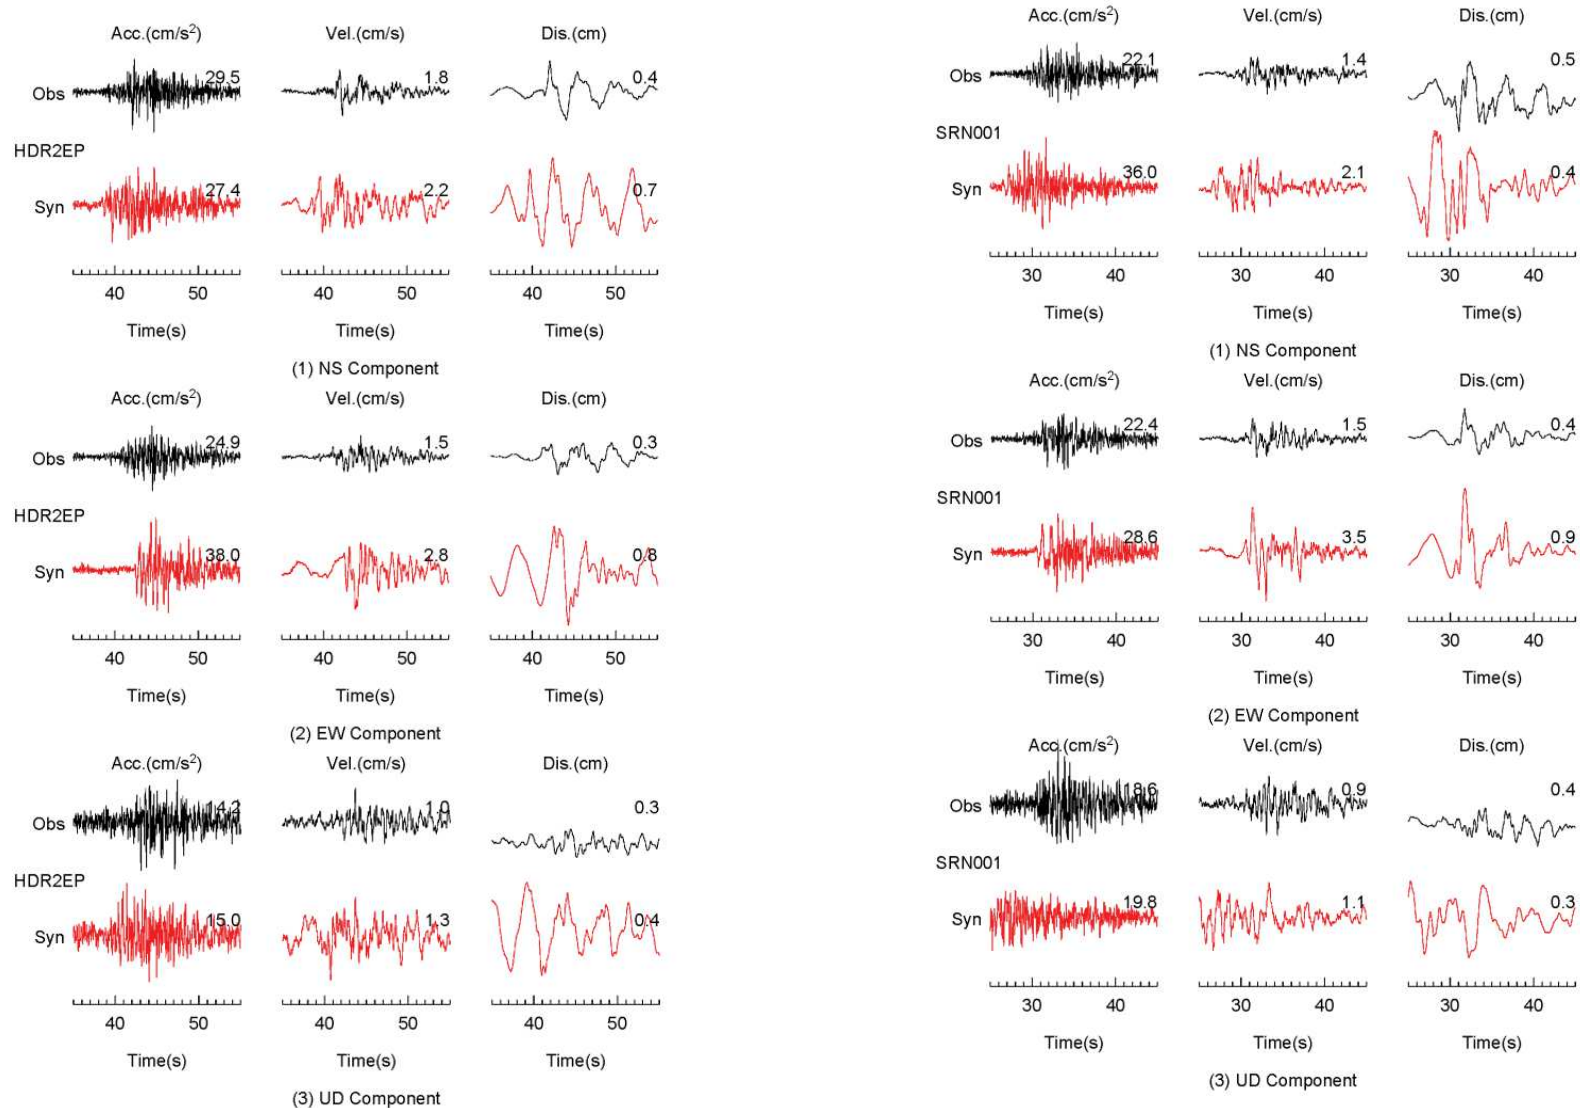 Acc.(cm/s²) Vel.(cm/s) Dis.(cm)
Obs 29.5 1.8 0.4
HDR2EP
Syn 27.4 2.2 0.7
40 50 40 50 40 50
Time(s) Time(s) Time(s)
(1) NS Component
Acc.(cm/s²) Vel.(cm/s) Dis.(cm)
Obs 24.9 1.5 0.3
HDR2EP
Syn 38.0 2.8 0.8
40 50 40 50 40 50
Time(s) Time(s) Time(s)
(2) EW Component
Acc.(cm/s²) Vel.(cm/s) Dis.(cm)
Obs 14.2 1.0 0.3
HDR2EP
Syn 15.0 1.3 0.4
40 50 40 50 40 50
Time(s) Time(s) Time(s)
(3) UD Component
Acc.(cm/s²) Vel.(cm/s) Dis.(cm)
Obs 22.1 1.4 0.5
SRN001
Syn 36.0 2.1 0.4
30 40 30 40 30 40
Time(s) Time(s) Time(s)
(1) NS Component
Acc.(cm/s²) Vel.(cm/s) Dis.(cm)
Obs 22.4 1.5 0.4
SRN001
Syn 28.6 3.5 0.9
30 40 30 40 30 40
Time(s) Time(s) Time(s)
(2) EW Component
Acc.(cm/s²) Vel.(cm/s) Dis.(cm)
Obs 18.6 0.9 0.4
SRN001
Syn 19.8 1.1 0.3
30 40 30 40 30 40
Time(s) Time(s) Time(s)
(3) UD Component